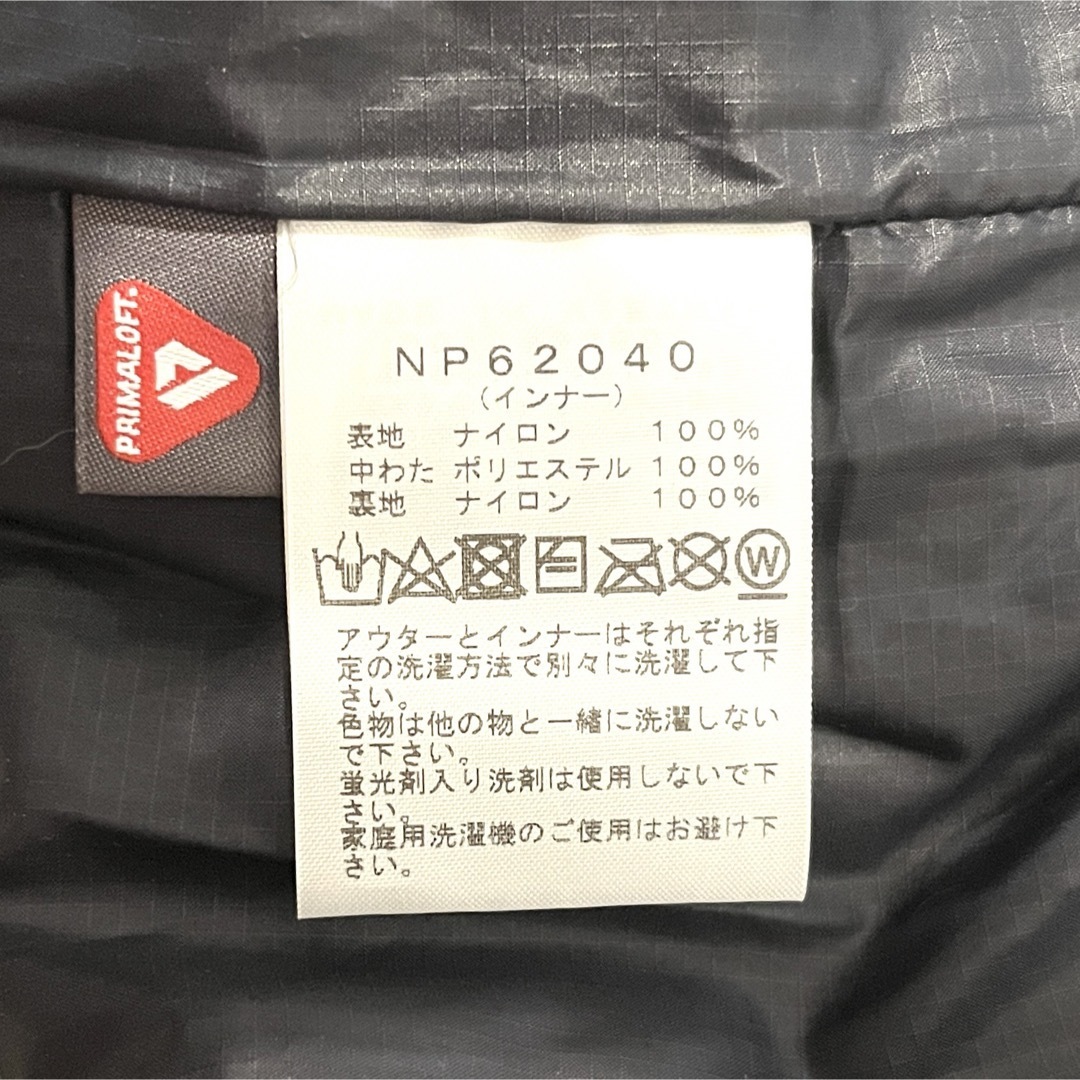 PRIMALOFT.
NP62040
(インナー)
表地 ナイロン 100%
中わた ポリエステル 100%
裏地 ナイロン 100%
W
アウターとインナーはそれぞれ指
定の洗濯方法で別々に洗濯して下
さい。
色物は他の物と一緒に洗濯しない
で下さい。
蛍光剤入り洗剤は使用しないで下
さい。
家庭用洗濯機のご使用はお避け下
さい。